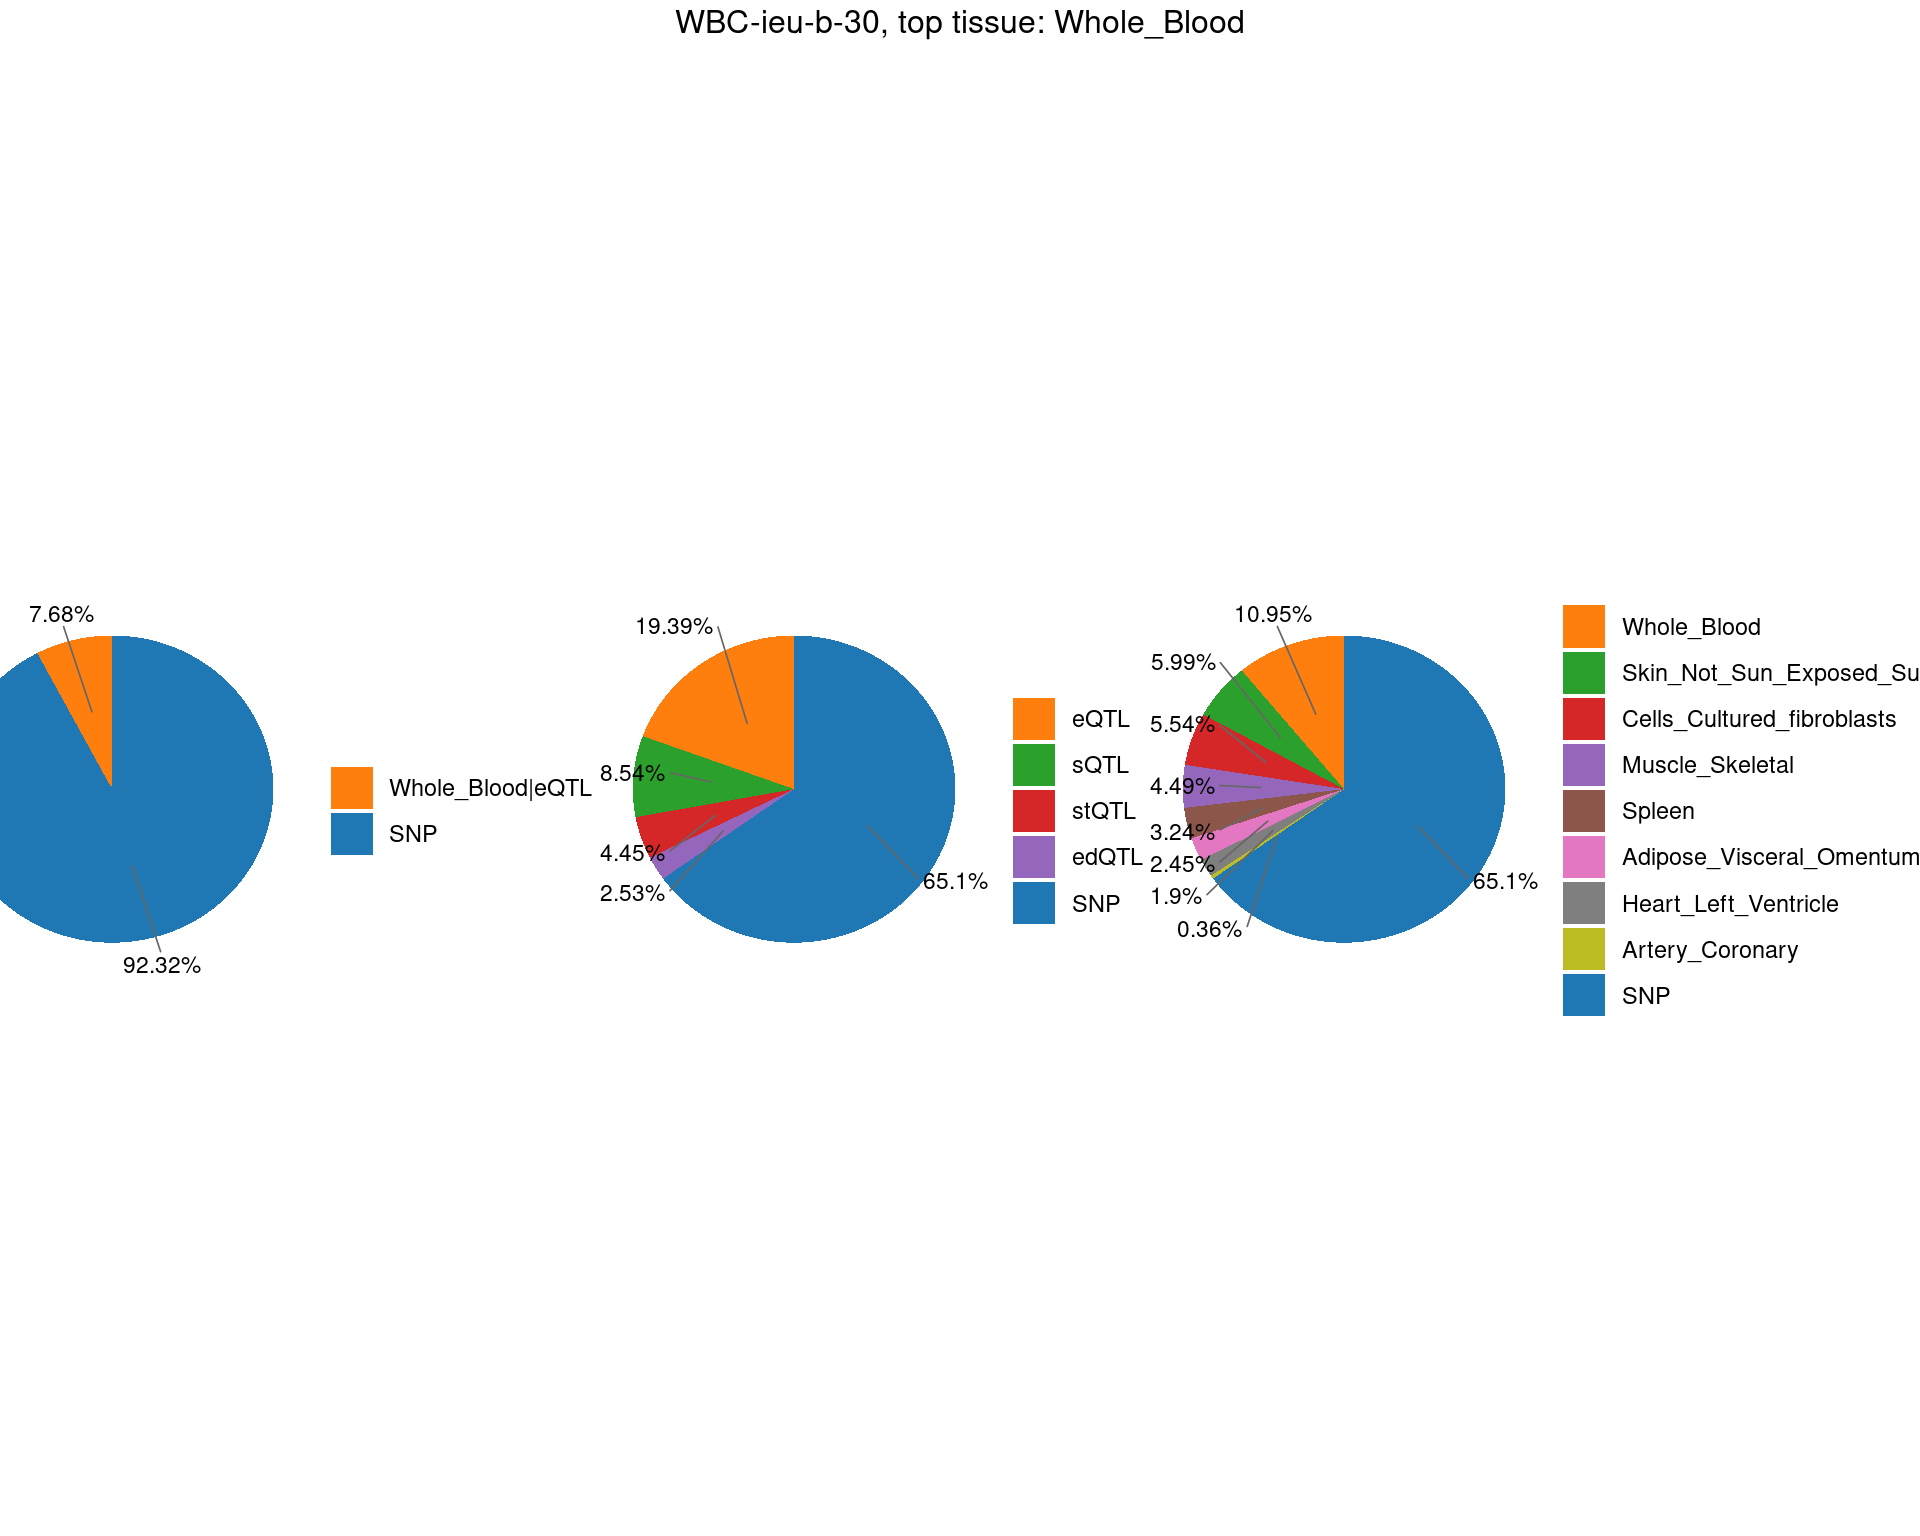 WBC-ieu-b-30, top tissue: Whole_Blood
7.68%
92.32%
Whole_Blood|eQTL
SNP
19.39%
8.54%
4.45%
2.53%
65.1%
eQTL
sQTL
stQTL
edQTL
SNP
10.95%
5.99%
5.54%
4.49%
3.24%
2.45%
1.9%
0.36%
65.1%
Whole_Blood
Skin_Not_Sun_Exposed_Su
Cells_Cultured_fibroblasts
Muscle_Skeletal
Spleen
Adipose_Visceral_Omentum
Heart_Left_Ventricle
Artery_Coronary
SNP